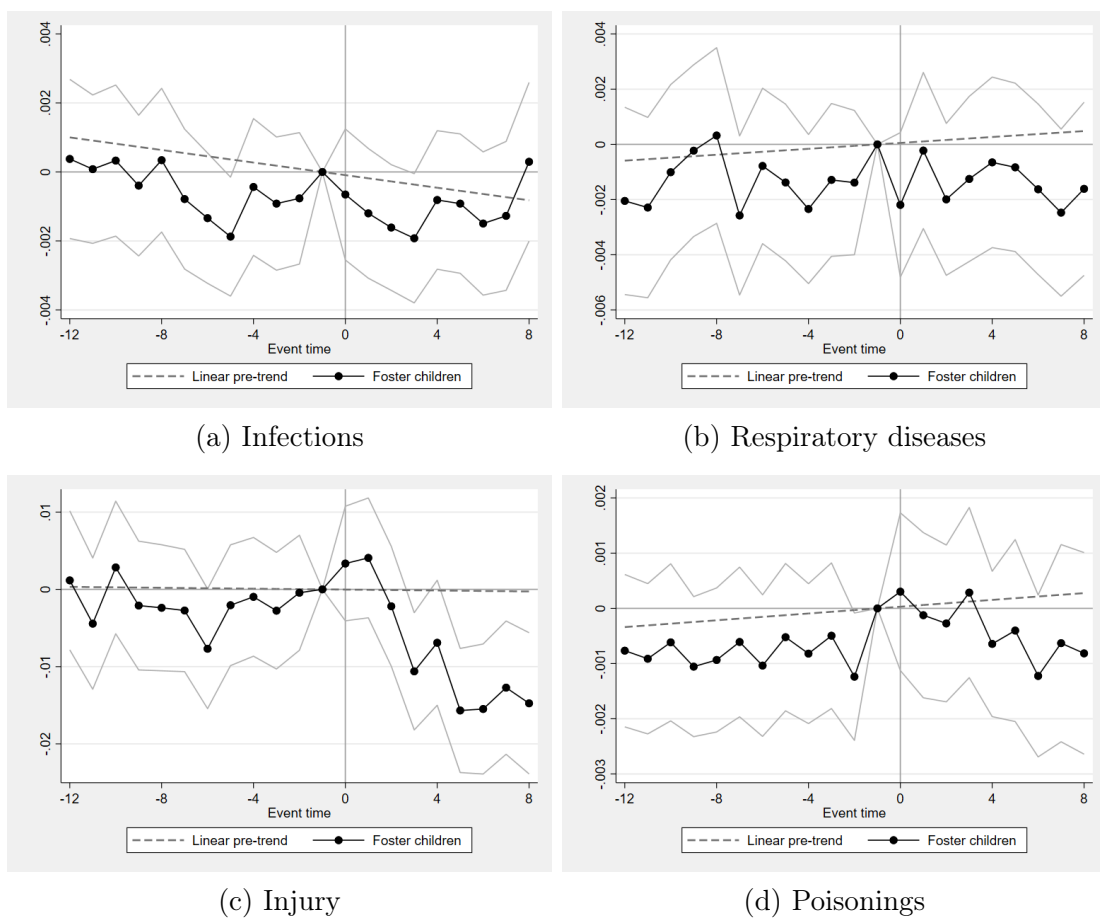 .004
.002
0
-.002
-.004
-12 -8 -4 0 4 8
Event time
Linear pre-trend Foster children
(a) Infections
.004
.002
0
-.002
-.004
-.006
-12 -8 -4 0 4 8
Event time
Linear pre-trend Foster children
(b) Respiratory diseases
.01
0
-.01
-.02
-12 -8 -4 0 4 8
Event time
Linear pre-trend Foster children
(c) Injury
.002
.001
0
-.001
-.002
-.003
-12 -8 -4 0 4 8
Event time
Linear pre-trend Foster children
(d) Poisonings